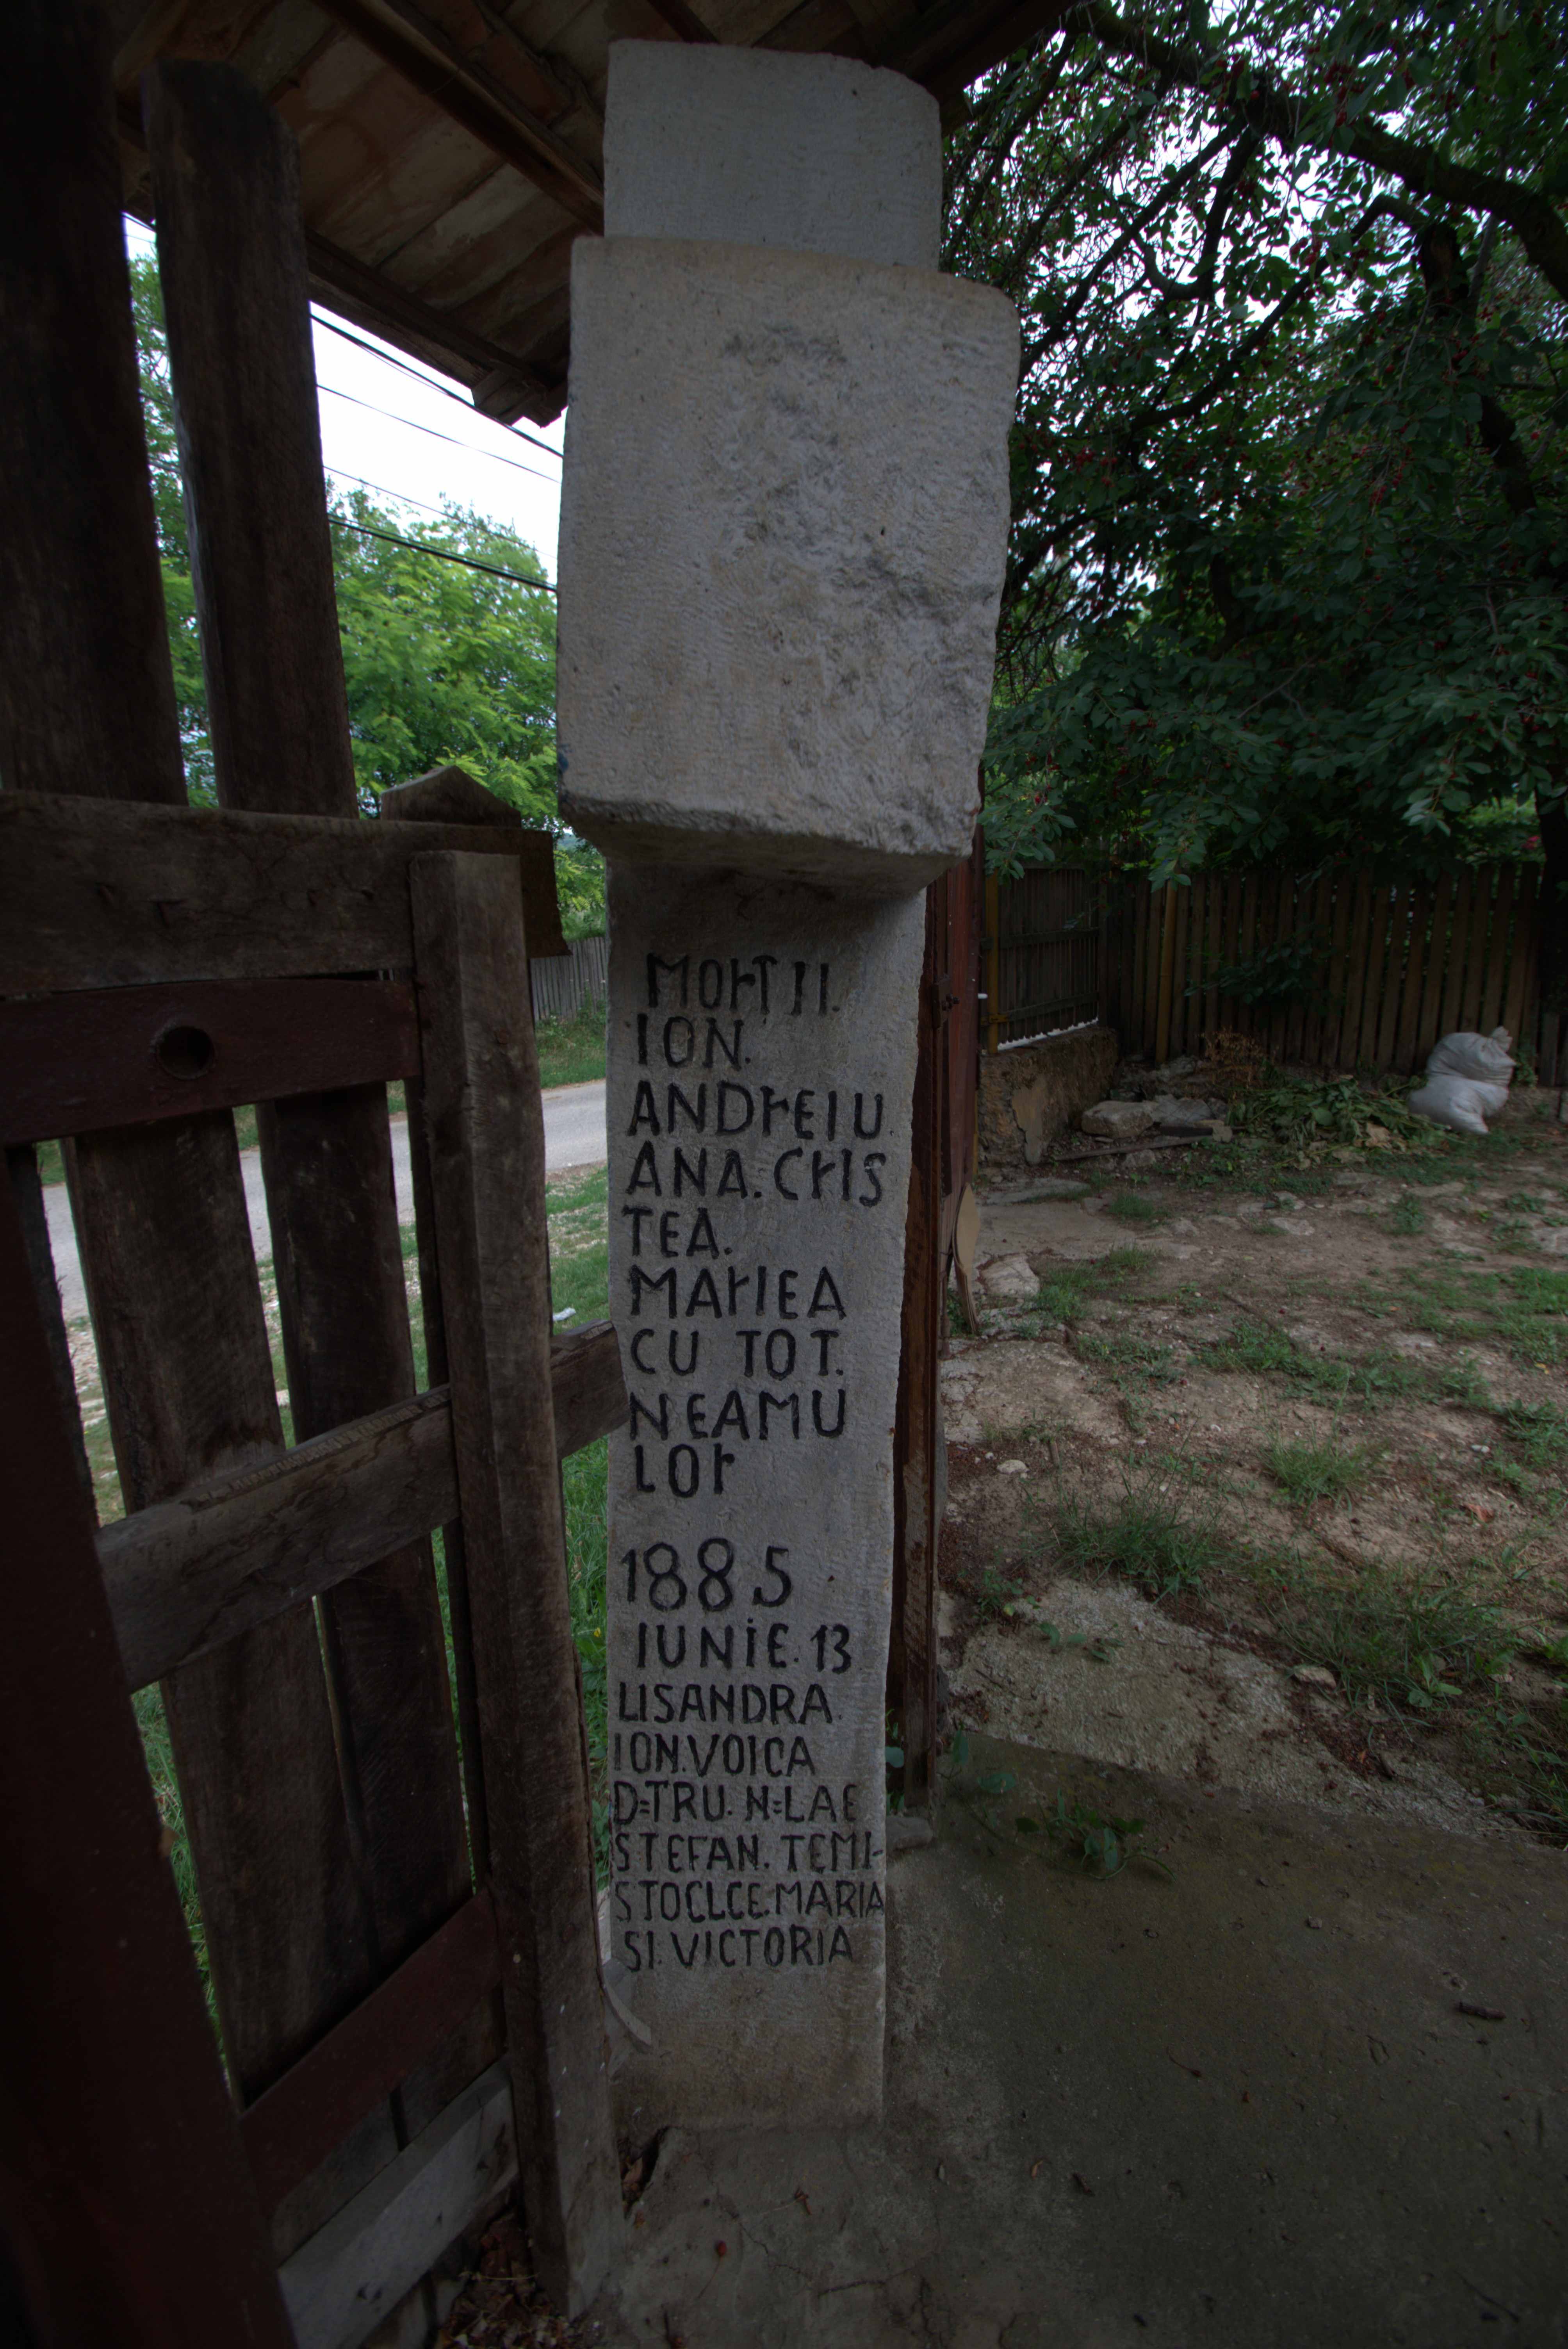 MORŢII.
ION.
ANDREIU.
ANA. CRIS
TEA.
MARIEA
CU TOT.
NEAMU
LOR
1885
IUNIE. 13
LISANDRA.
ION. VOICA
D=TRU. N=LAE
STEFAN. TEMI-
STOCLCE. MARIA
SI. VICTORIA